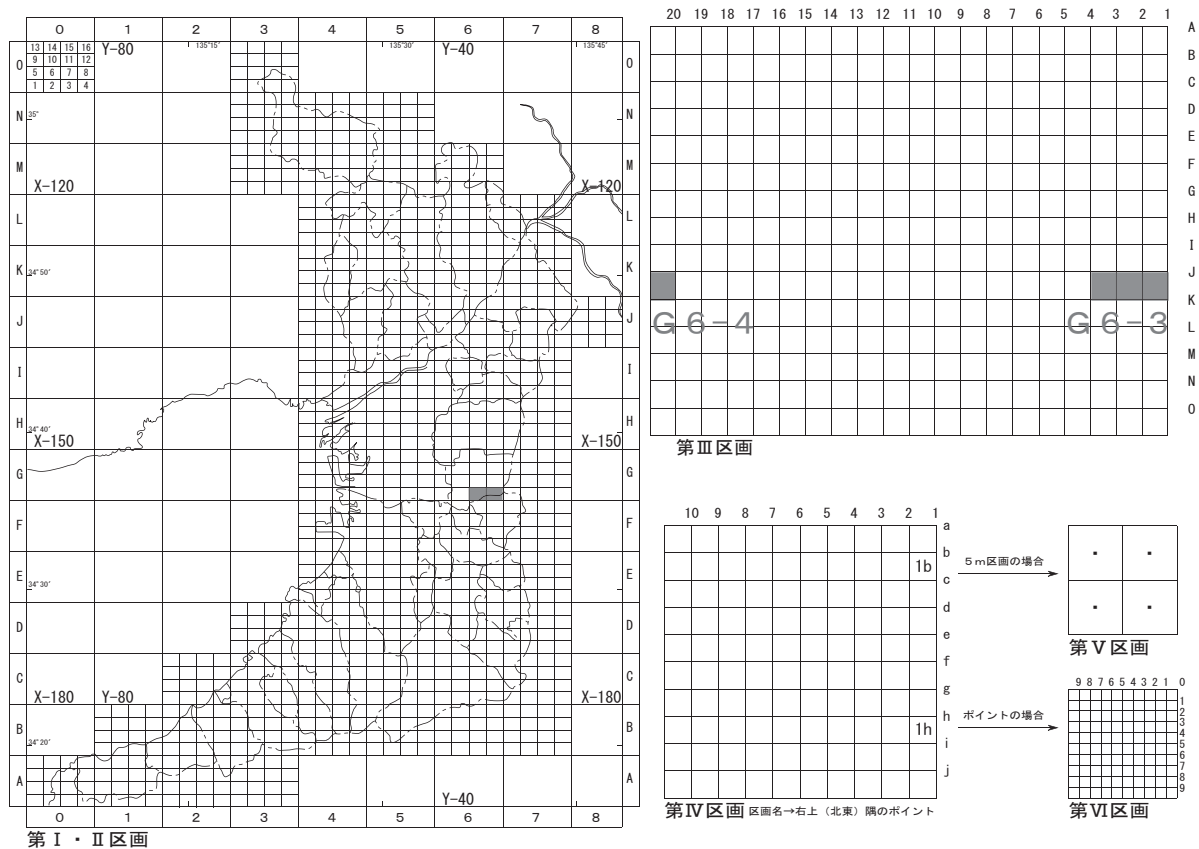 0 1 2 3 4 5 6 7 8
135°15′ 135°30′ 135°45′
13 14 15 16
9 10 11 12
5 6 7 8
1 2 3 4
Y-80 Y-40
O O
N 35° N
M M
X-120 X-120
L L
K 34°50′ K
J J
I I
H 34°40′ H
X-150 X-150
G G
F F
E 34°30′ E
D D
C C
X-180 Y-80 X-180
B 34°20′ B
A A
Y-40
0 1 2 3 4 5 6 7 8
第Ⅰ・Ⅱ区画
20 19 18 17 16 15 14 13 12 11 10 9 8 7 6 5 4 3 2 1
A
B
C
D
E
F
G
H
I
J
K
G6-4 G6-3 L
M
N
O
第Ⅲ区画
10 9 8 7 6 5 4 3 2 1
a
b
1b
c
d
e
f
g
h
1h
i
j
第Ⅳ区画 区画名→右上（北東）隅のポイント
5m区画の場合
第Ⅴ区画
ポイントの場合
9 8 7 6 5 4 3 2 1 0
1
2
3
4
5
6
7
8
9
第Ⅵ区画